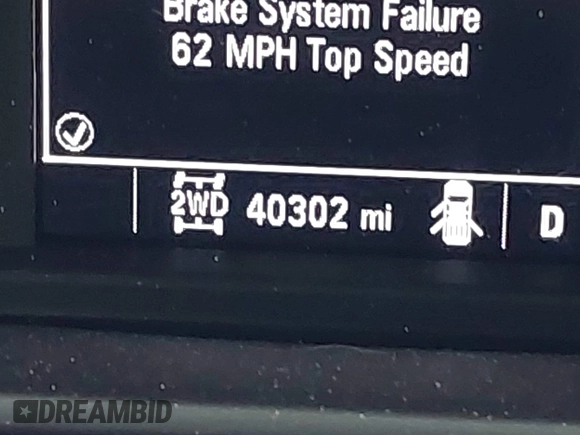 Brake System Failure
62 MPH Top Speed
2WD 40302 mi D
DREAMBID